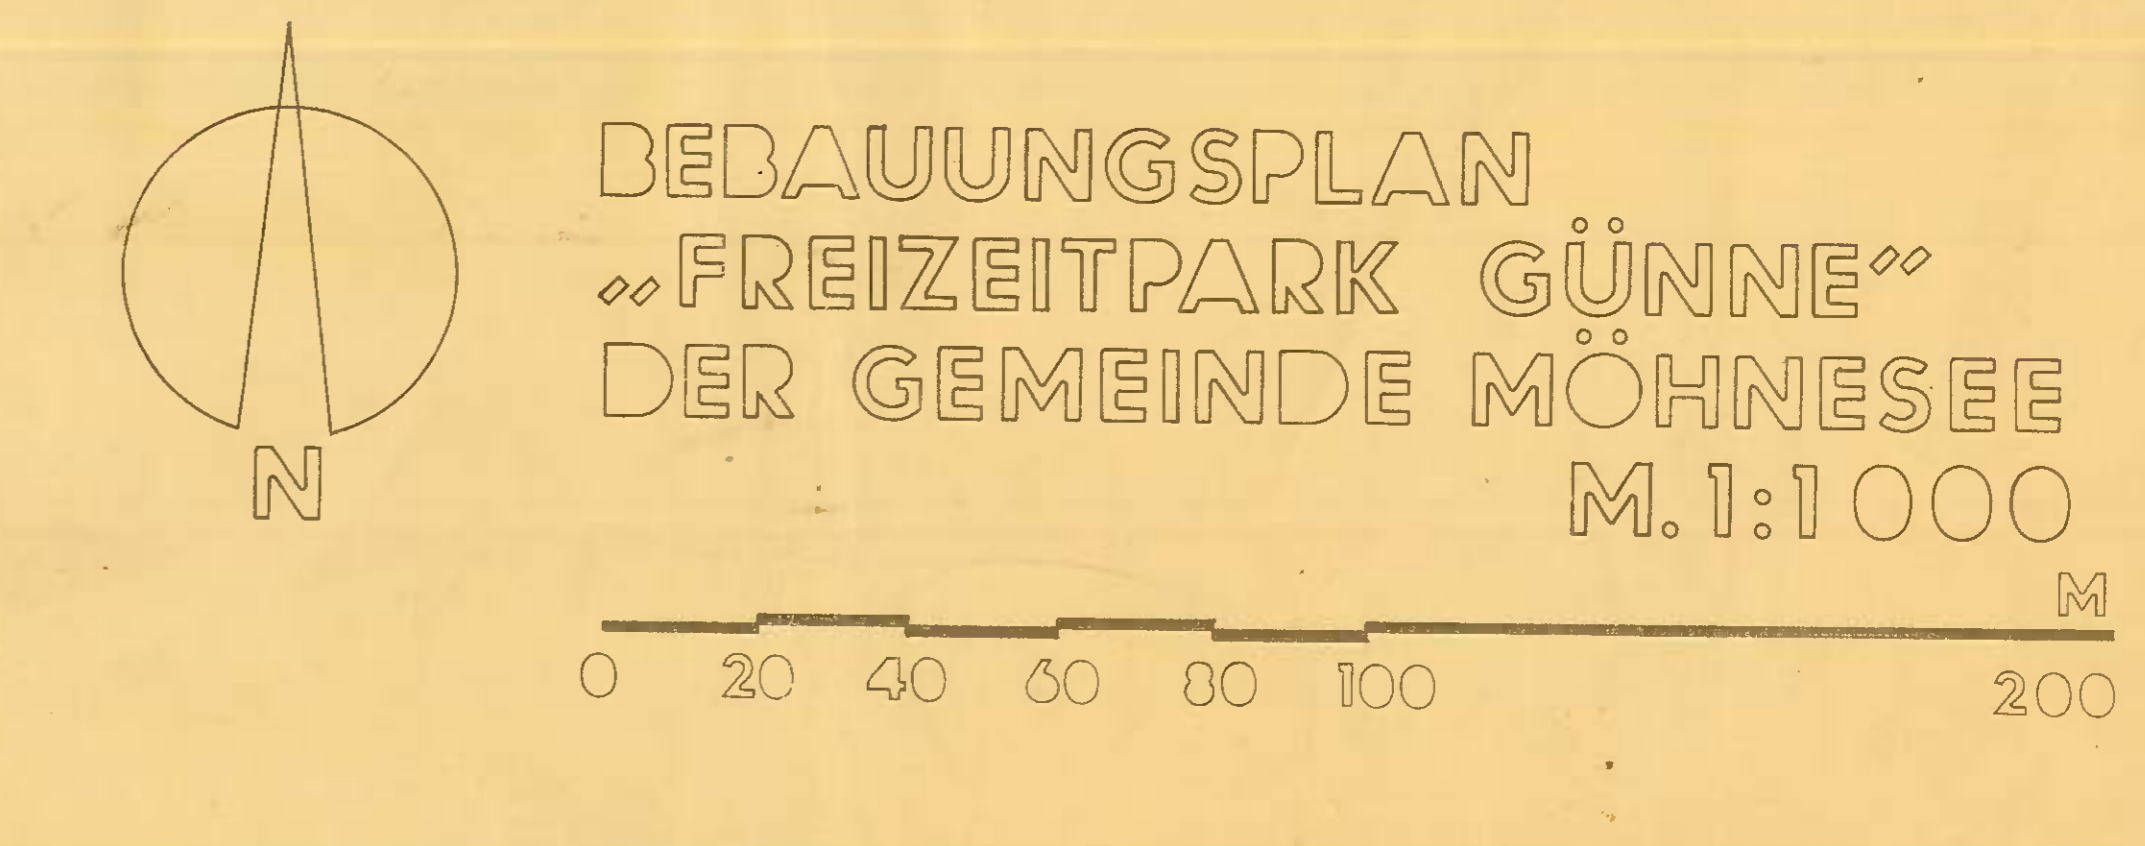 BEBAUUNGSPLAN
„FREIZEITPARK GÜNNE“
DER GEMEINDE MÖHNESEE
N
M. 1:1000
M
0 20 40 60 80 100 200